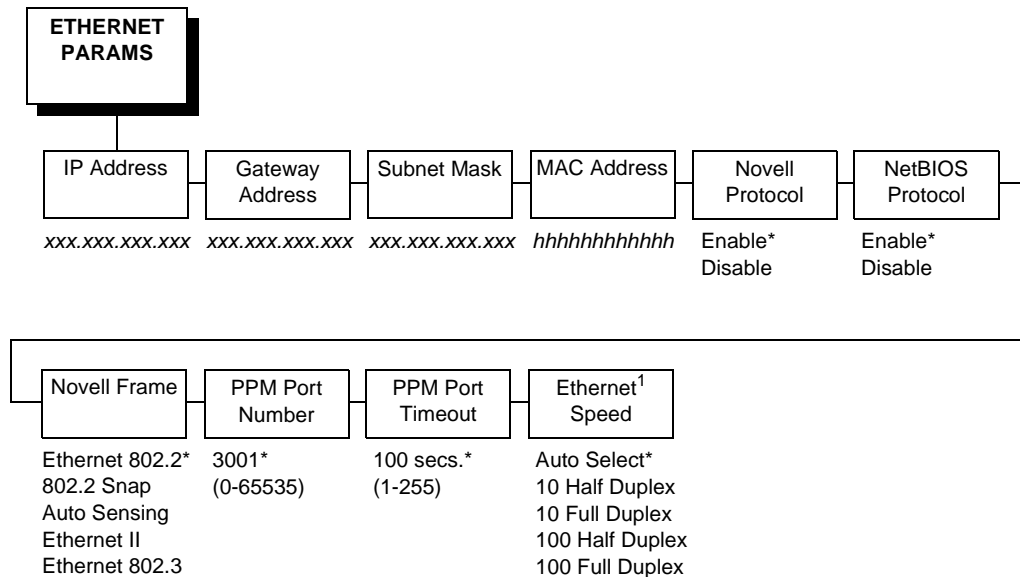 ETHERNET
PARAMS
IP Address
Gateway
Address
Subnet Mask
MAC Address
Novell
Protocol
NetBIOS
Protocol
xxx.xxx.xxx.xxx
xxx.xxx.xxx.xxx
xxx.xxx.xxx.xxx
hhhhhhhhhhhh
Enable*
Disable
Enable*
Disable
Novell Frame
PPM Port
Number
PPM Port
Timeout
Ethernet1
Speed
Ethernet 802.2*
802.2 Snap
Auto Sensing
Ethernet II
Ethernet 802.3
3001*
(0-65535)
100 secs.*
(1-255)
Auto Select*
10 Half Duplex
10 Full Duplex
100 Half Duplex
100 Full Duplex